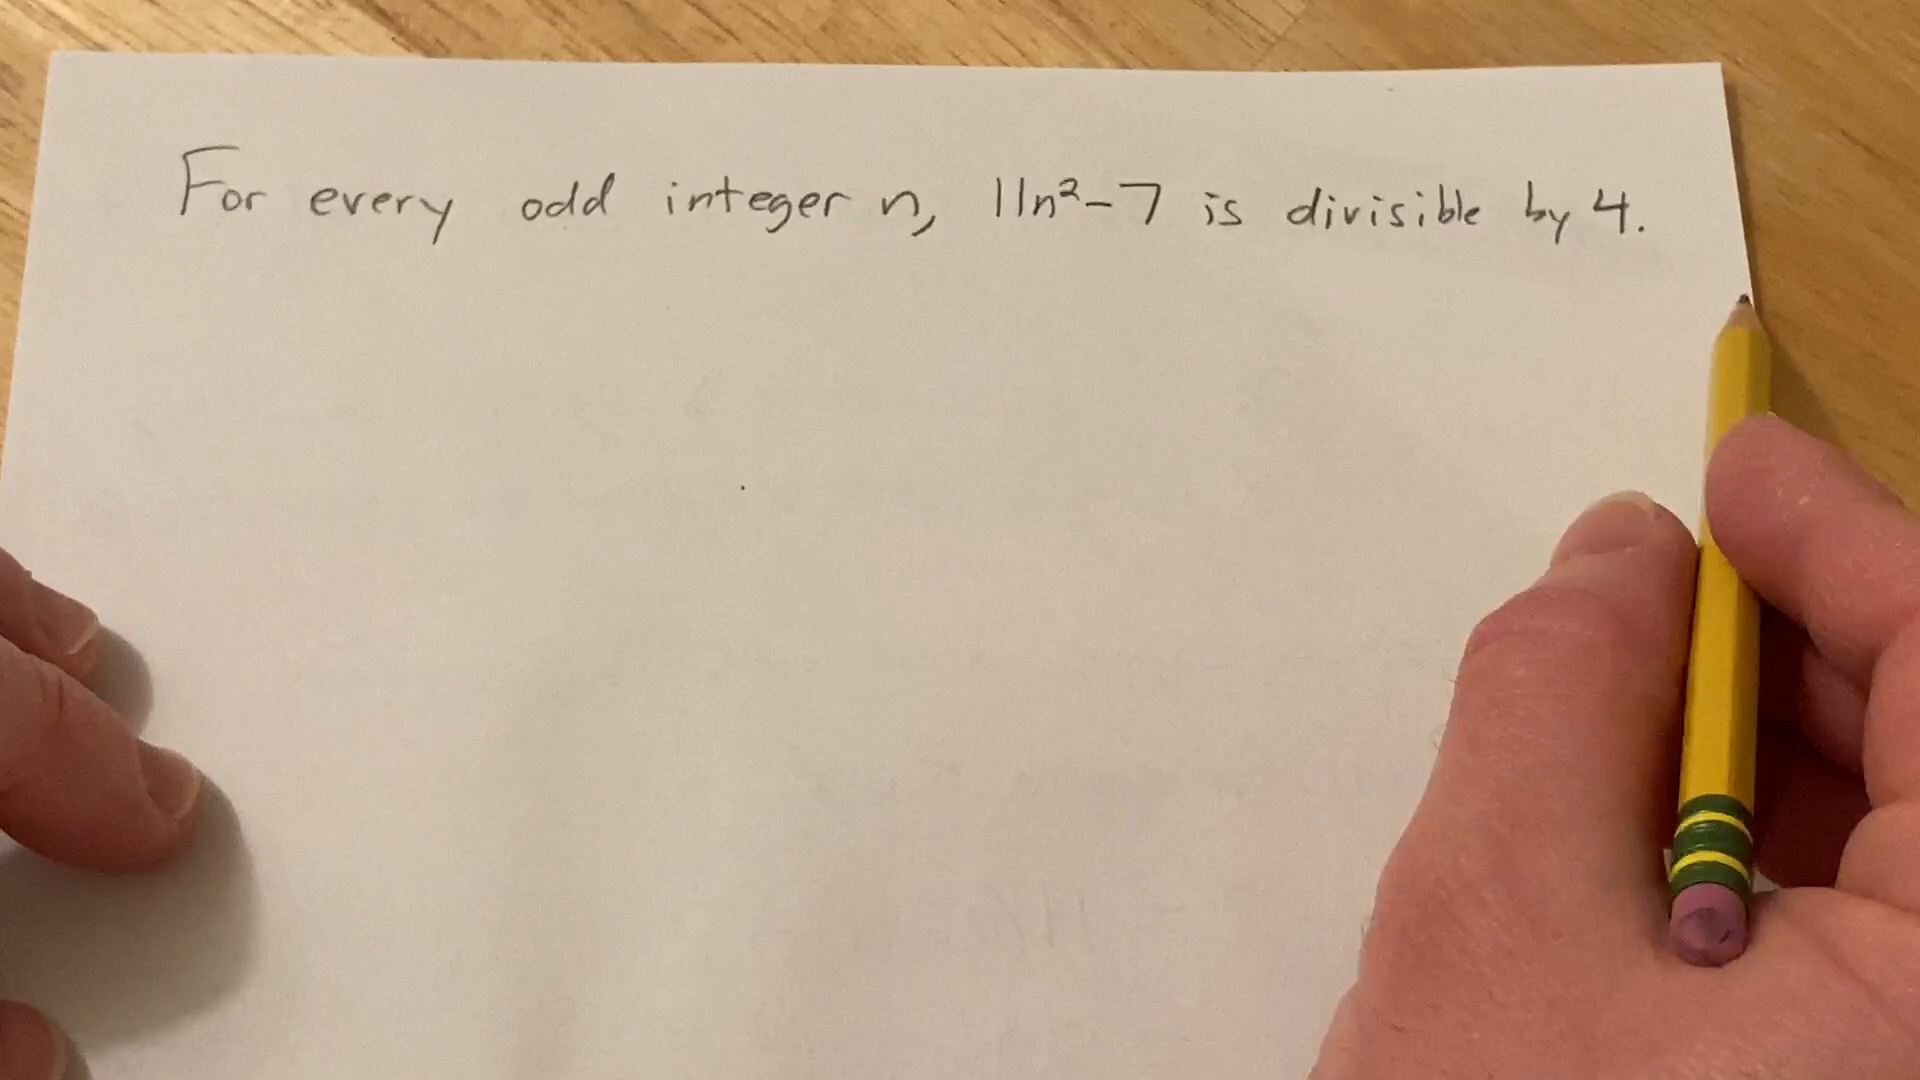 For every odd integer n, 11n²-7 is divisible by 4.